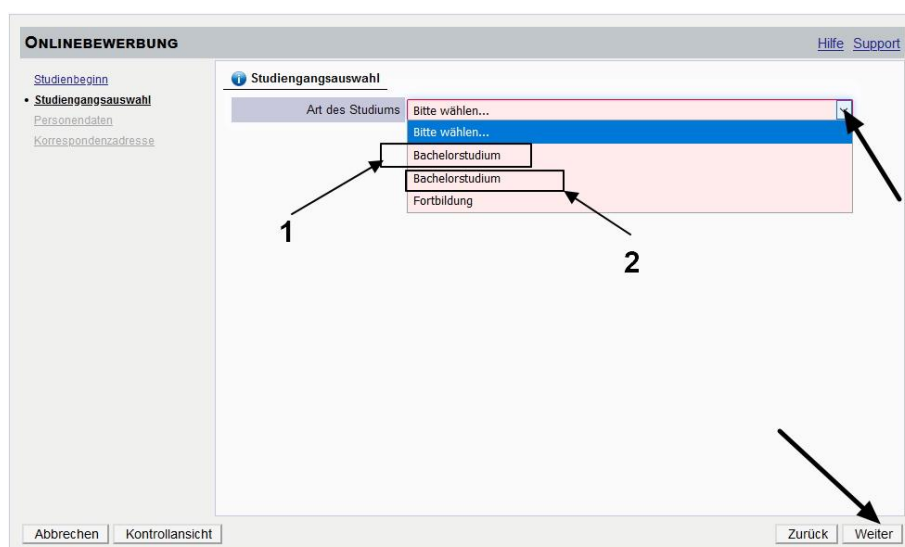 ONLINEBEWERBUNG
Hilfe Support
Studienbeginn
• Studiengangsauswahl
Personendaten
Korrespondenzadresse
i Studiengangsauswahl
Art des Studiums Bitte wählen...
Bitte wählen...
Bachelorstudium
Bachelorstudium
Fortbildung
1
2
Abbrechen Kontrollansicht Zurück Weiter